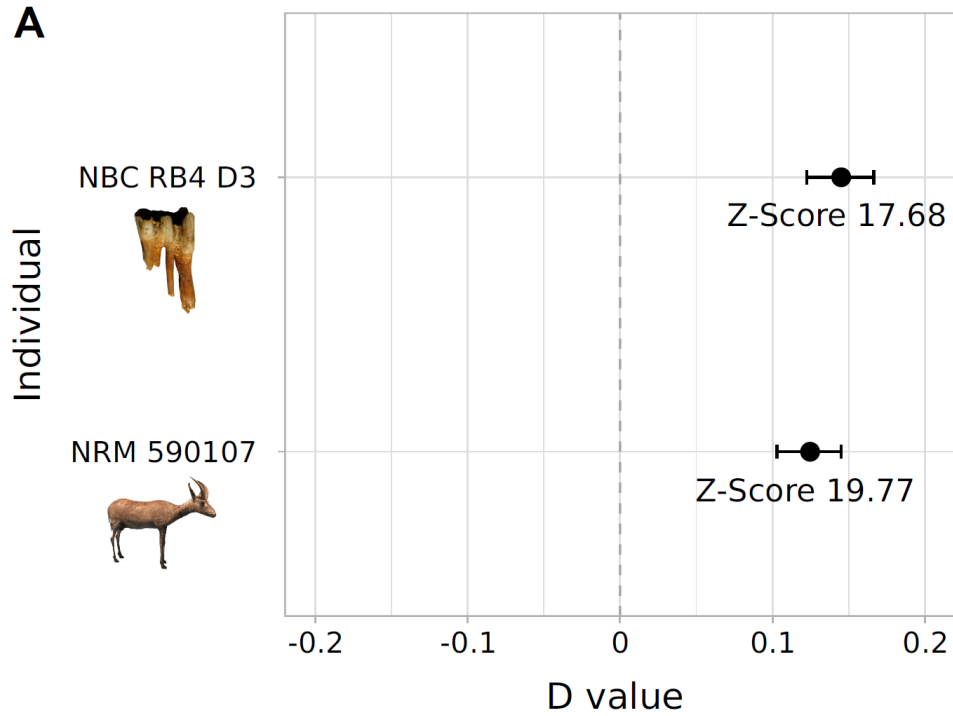 A
Individual
NBC RB4 D3
Z-Score 17.68
NRM 590107
Z-Score 19.77
-0.2 -0.1 0 0.1 0.2
D value